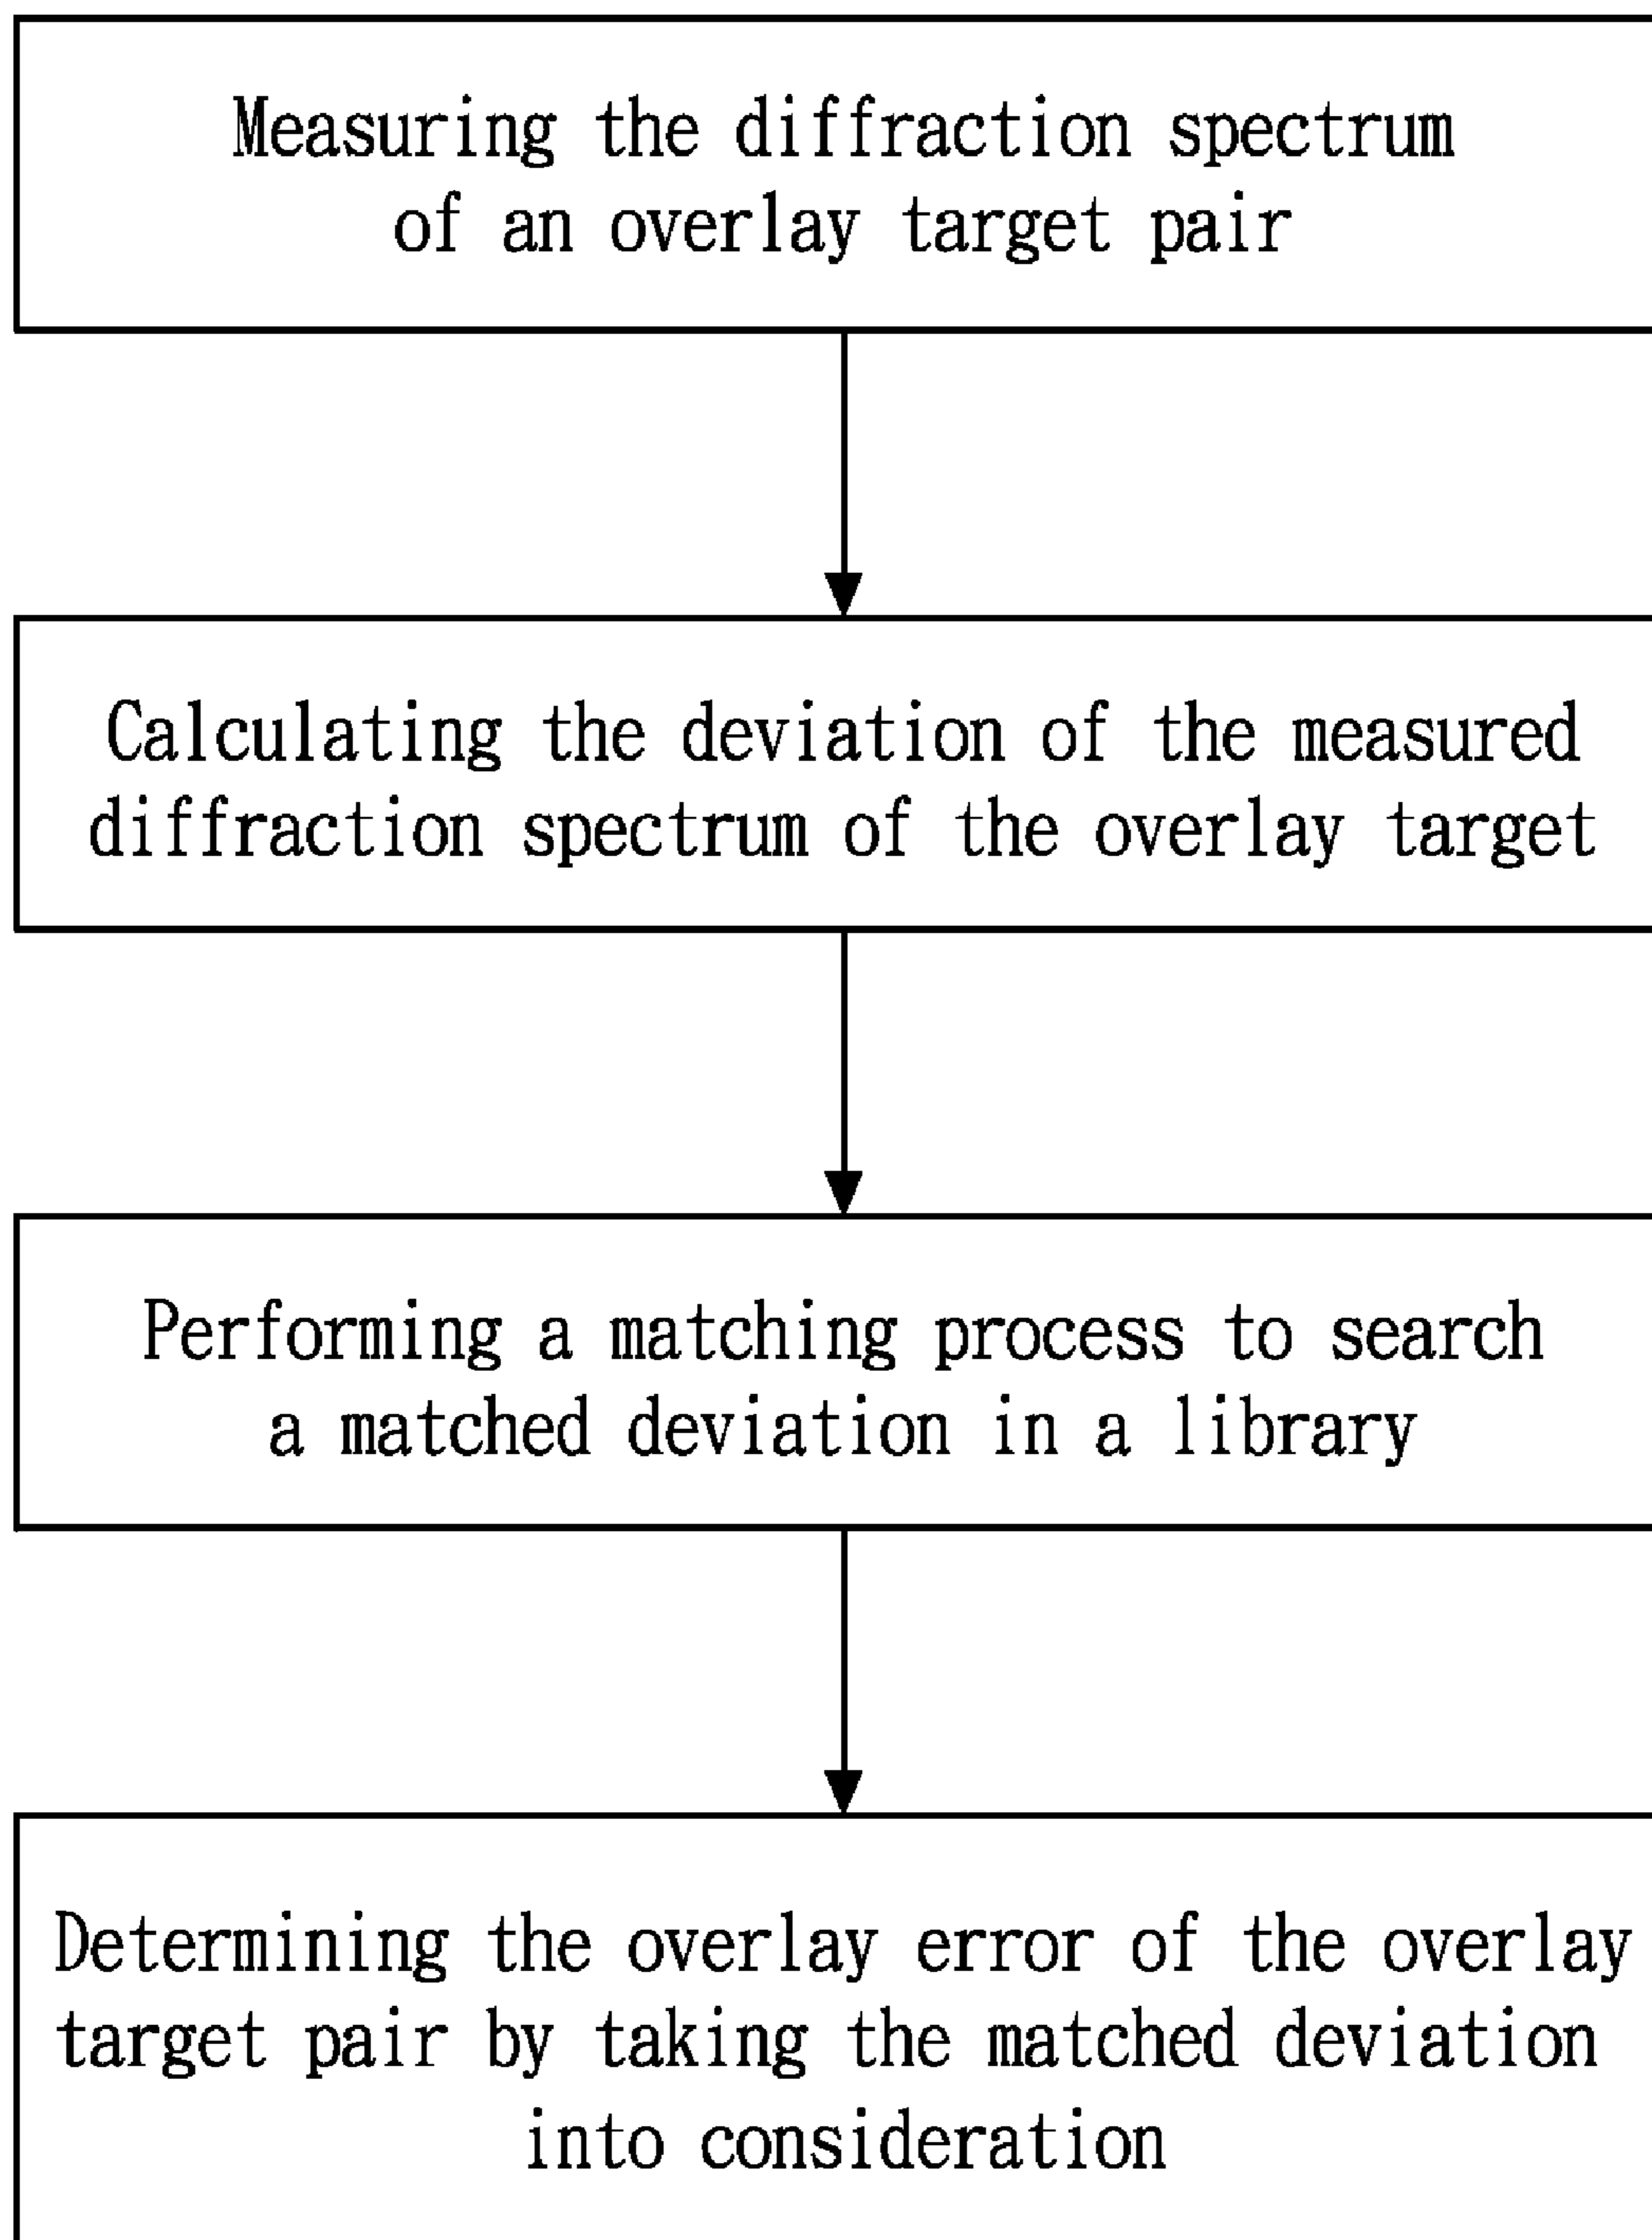 Measuring the diffraction spectrum
of an overlay target pair
Calculating the deviation of the measured
diffraction spectrum of the overlay target
Performing a matching process to search
a matched deviation in a library
Determining the overlay error of the overlay
target pair by taking the matched deviation
into consideration